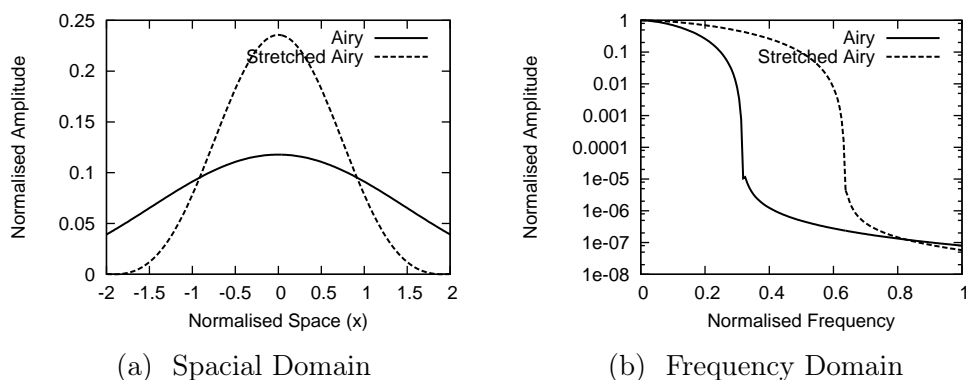 0.25
0.2
0.15
0.1
0.05
0
-2 -1.5 -1 -0.5 0 0.5 1 1.5 2
Normalised Amplitude
Normalised Space (x)
Airy
Stretched Airy
(a) Spacial Domain
1
0.1
0.01
0.001
0.0001
1e-05
1e-06
1e-07
1e-08
0 0.2 0.4 0.6 0.8 1
Normalised Amplitude
Normalised Frequency
Airy
Stretched Airy
(b) Frequency Domain